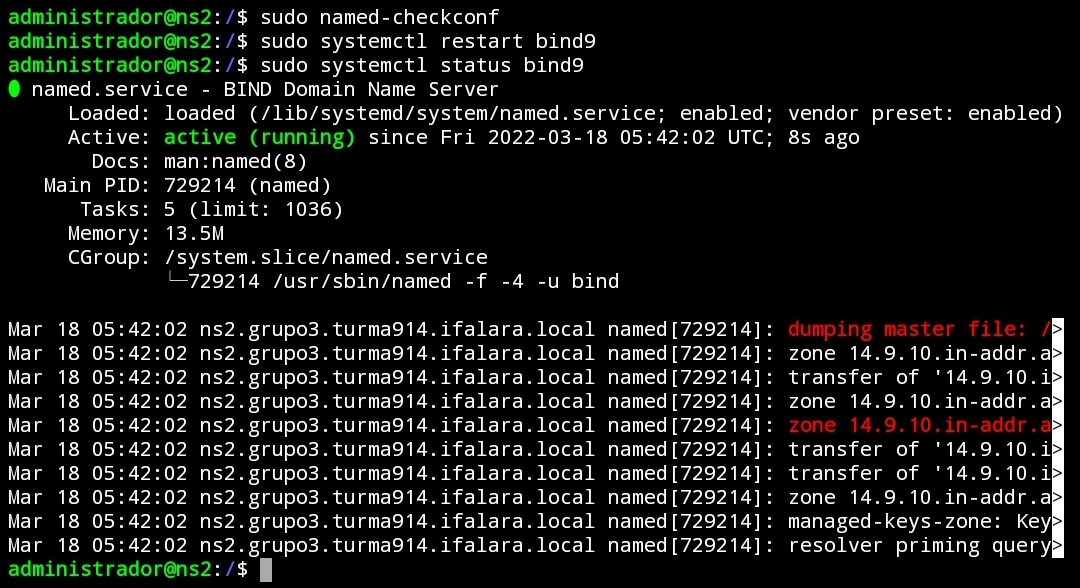 administrador@ns2:/$ sudo named-checkconf
administrador@ns2:/$ sudo systemctl restart bind9
administrador@ns2:/$ sudo systemctl status bind9
● named.service - BIND Domain Name Server
     Loaded: loaded (/lib/systemd/system/named.service; enabled; vendor preset: enabled)
     Active: active (running) since Fri 2022-03-18 05:42:02 UTC; 8s ago
       Docs: man:named(8)
   Main PID: 729214 (named)
      Tasks: 5 (limit: 1036)
     Memory: 13.5M
     CGroup: /system.slice/named.service
             └─729214 /usr/sbin/named -f -4 -u bind
Mar 18 05:42:02 ns2.grupo3.turma914.ifalara.local named[729214]: dumping master file: />
Mar 18 05:42:02 ns2.grupo3.turma914.ifalara.local named[729214]: zone 14.9.10.in-addr.a>
Mar 18 05:42:02 ns2.grupo3.turma914.ifalara.local named[729214]: transfer of '14.9.10.i>
Mar 18 05:42:02 ns2.grupo3.turma914.ifalara.local named[729214]: zone 14.9.10.in-addr.a>
Mar 18 05:42:02 ns2.grupo3.turma914.ifalara.local named[729214]: zone 14.9.10.in-addr.a>
Mar 18 05:42:02 ns2.grupo3.turma914.ifalara.local named[729214]: transfer of '14.9.10.i>
Mar 18 05:42:02 ns2.grupo3.turma914.ifalara.local named[729214]: transfer of '14.9.10.i>
Mar 18 05:42:02 ns2.grupo3.turma914.ifalara.local named[729214]: zone 14.9.10.in-addr.a>
Mar 18 05:42:02 ns2.grupo3.turma914.ifalara.local named[729214]: managed-keys-zone: Key>
Mar 18 05:42:02 ns2.grupo3.turma914.ifalara.local named[729214]: resolver priming query>
administrador@ns2:/$